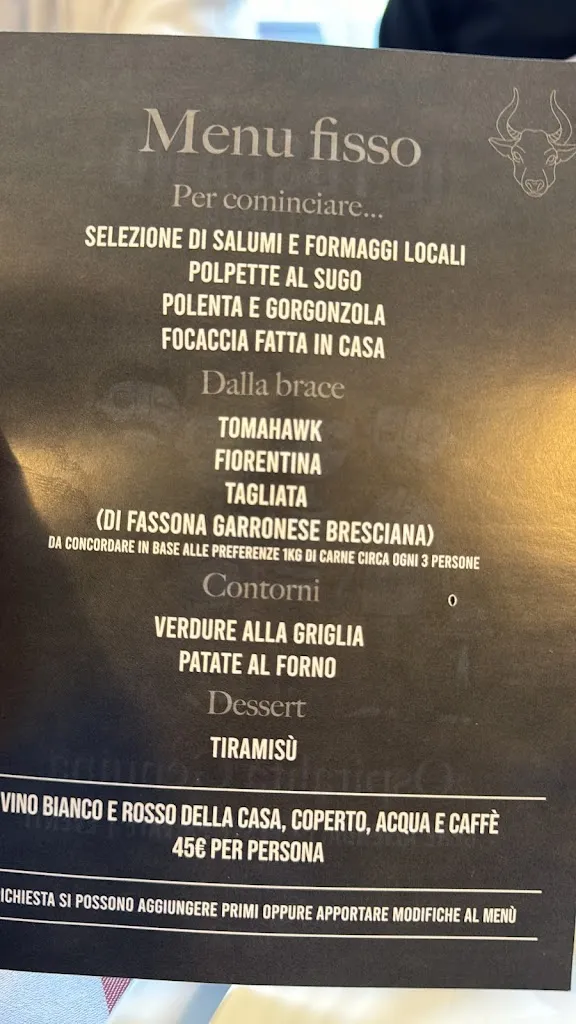 Menu fisso
Per cominciare...
SELEZIONE DI SALUMI E FORMAGGI LOCALI
POLPETTE AL SUGO
POLENTA E GORGONZOLA
FOCACCIA FATTA IN CASA
Dalla brace
TOMAHAWK
FIORENTINA
TAGLIATA
(DI FASSONA GARRONESE BRESCIANA)
DA CONCORDARE IN BASE ALLE PREFERENZE 1KG DI CARNE CIRCA OGNI 3 PERSONE
Contorni
VERDURE ALLA GRIGLIA
PATATE AL FORNO
Dessert
TIRAMISÙ
VINO BIANCO E ROSSO DELLA CASA, COPERTO, ACQUA E CAFFÈ
45€ PER PERSONA
ICHIESTA SI POSSONO AGGIUNGERE PRIMI OPPURE APPORTARE MODIFICHE AL MENÙ